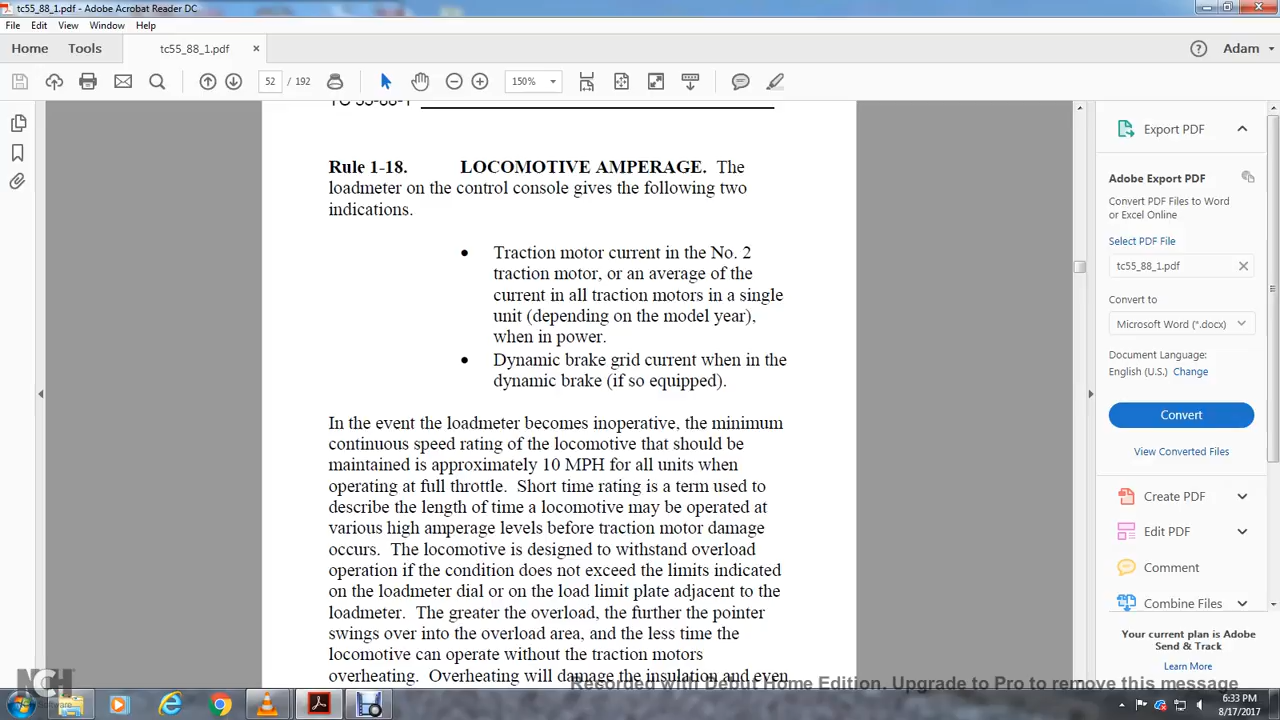 tc55_88_1.pdf - Adobe Acrobat Reader DC
File Edit View Window Help
Home Tools tc55_88_1.pdf × Adam
52 / 192 150%
TC 55-88-1
Rule 1-18. LOCOMOTIVE AMPERAGE. The
loadmeter on the control console gives the following two
indications.
• Traction motor current in the No. 2
traction motor, or an average of the
current in all traction motors in a single
unit (depending on the model year),
when in power.
• Dynamic brake grid current when in the
dynamic brake (if so equipped).
In the event the loadmeter becomes inoperative, the minimum
continuous speed rating of the locomotive that should be
maintained is approximately 10 MPH for all units when
operating at full throttle. Short time rating is a term used to
describe the length of time a locomotive may be operated at
various high amperage levels before traction motor damage
occurs. The locomotive is designed to withstand overload
operation if the condition does not exceed the limits indicated
on the loadmeter dial or on the load limit plate adjacent to the
loadmeter. The greater the overload, the further the pointer
swings over into the overload area, and the less time the
locomotive can operate without the traction motors
overheating. Overheating will damage the insulation and even
Export PDF
Adobe Export PDF
Convert PDF Files to Word
or Excel Online
Select PDF File
tc55_88_1.pdf
Convert to
Microsoft Word (*.docx)
Document Language:
English (U.S.) Change
Convert
View Converted Files
Create PDF
Edit PDF
Comment
Combine Files
Your current plan is Adobe
Send & Track
Learn More
Recorded with Debut Home Edition. Upgrade to Pro to remove this message
NCH
Software
6:33 PM
8/17/2017